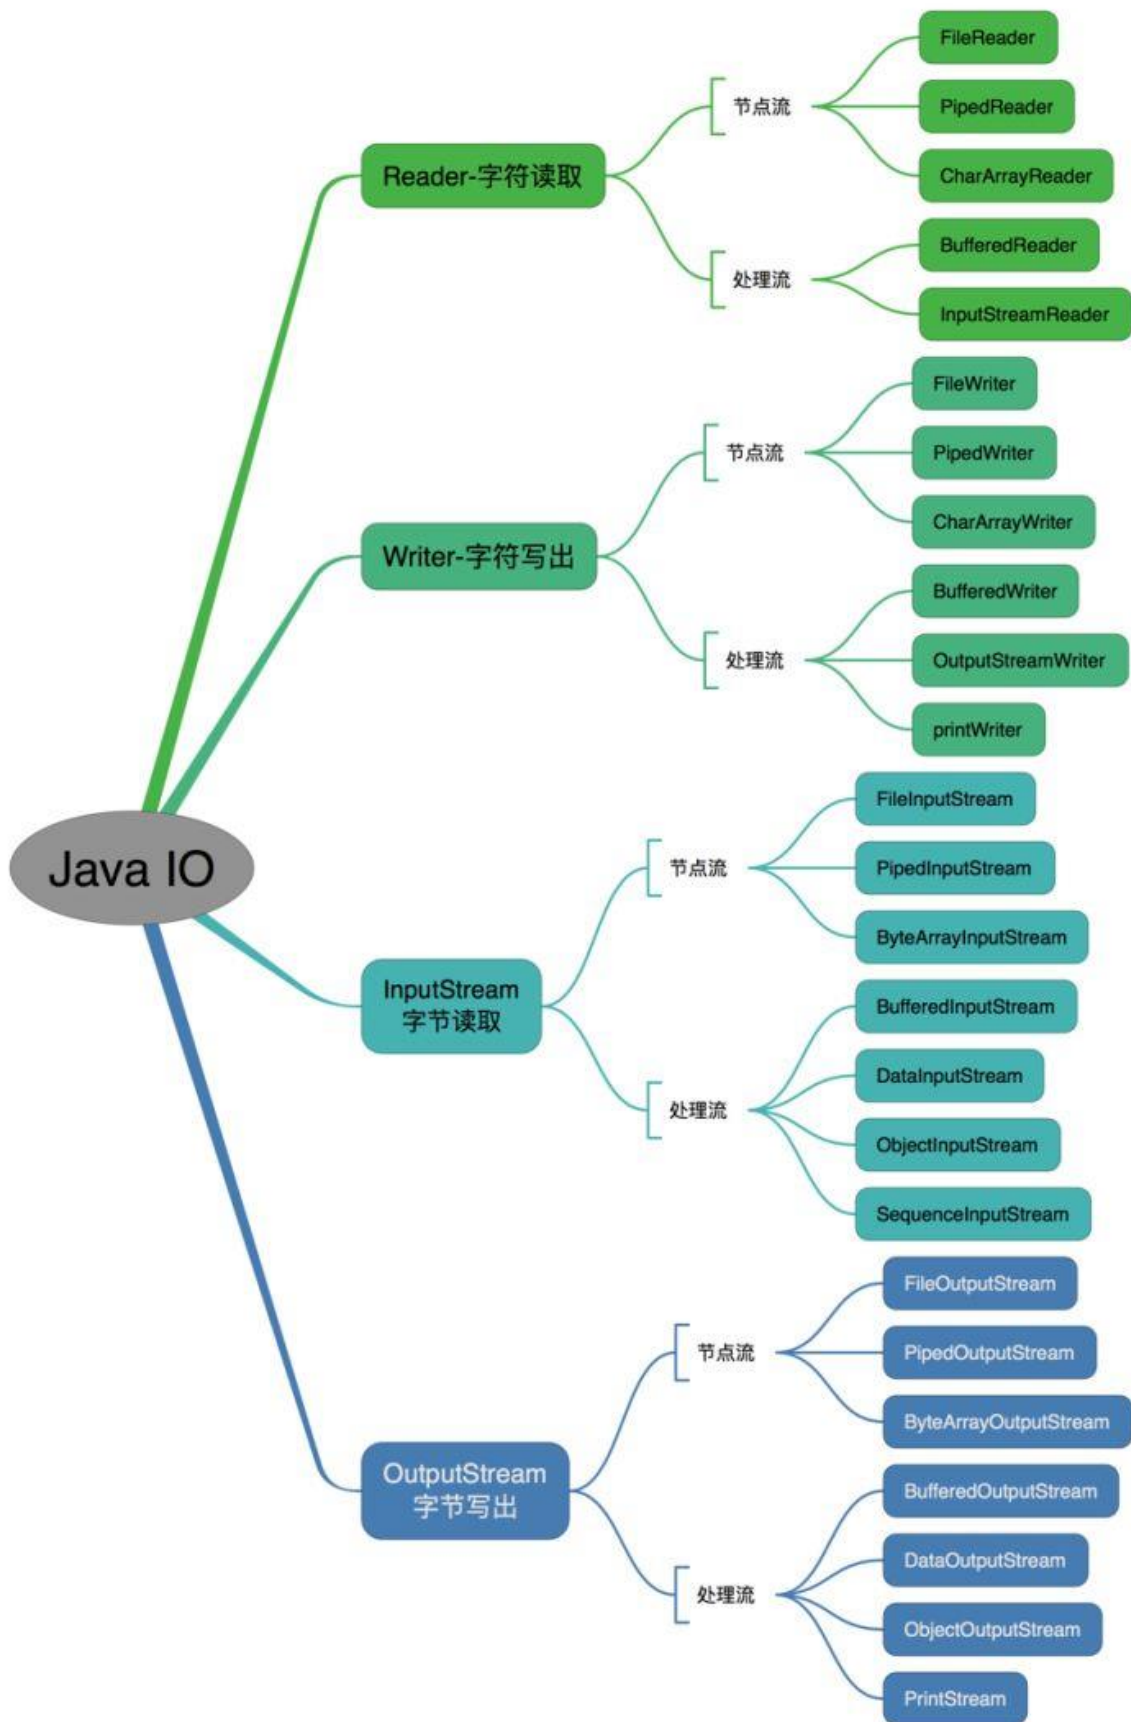 Java IO
Reader-字符读取
节点流
FileReader
PipedReader
CharArrayReader
处理流
BufferedReader
InputStreamReader
Writer-字符写出
节点流
FileWriter
PipedWriter
CharArrayWriter
处理流
BufferedWriter
OutputStreamWriter
printWriter
InputStream
字节读取
节点流
FileInputStream
PipedInputStream
ByteArrayInputStream
处理流
BufferedInputStream
DataInputStream
ObjectInputStream
SequenceInputStream
OutputStream
字节写出
节点流
FileOutputStream
PipedOutputStream
ByteArrayOutputStream
处理流
BufferedOutputStream
DataOutputStream
ObjectOutputStream
PrintStream